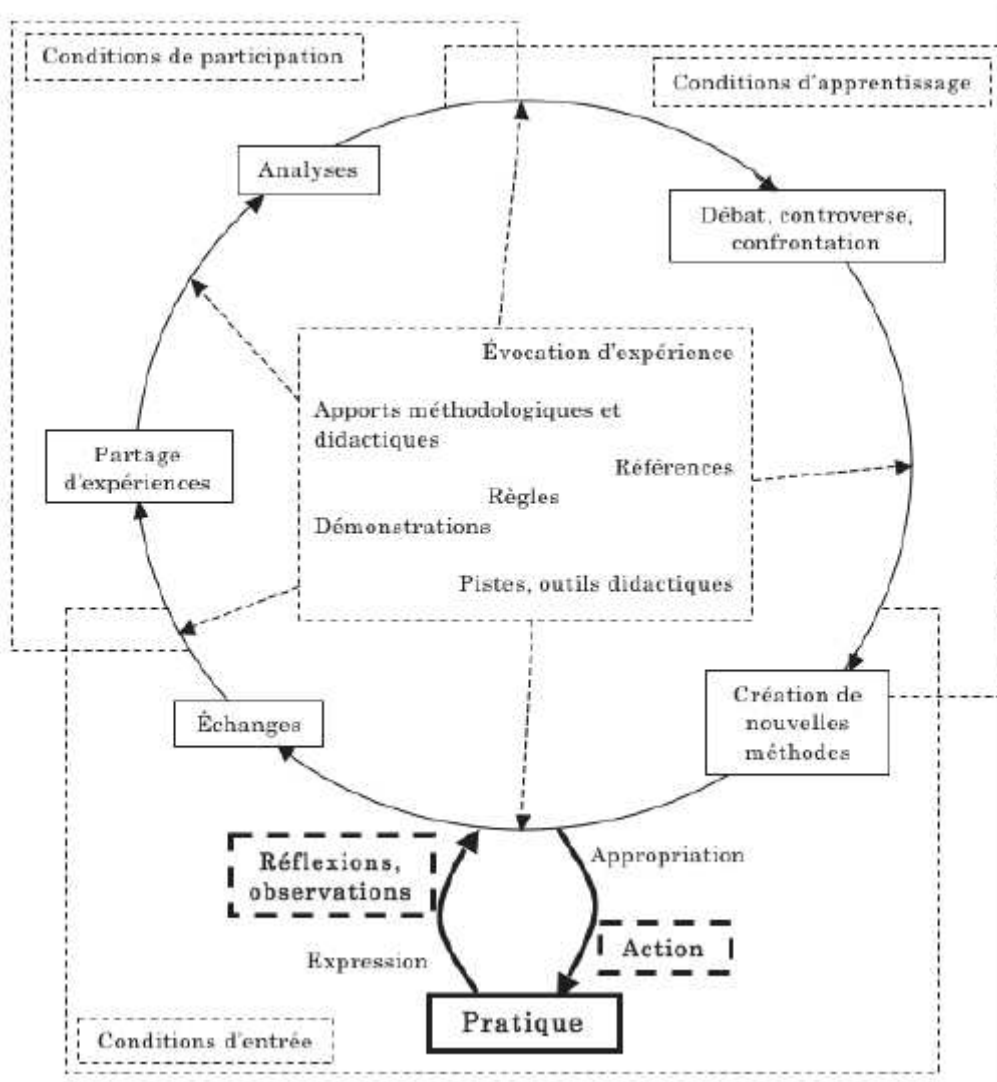 Conditions de participation
Conditions d'apprentissage
Analyses
Débat, controverse,
confrontation
Évocation d'expérience
Apports méthodologiques et
didactiques
Partage
d'expériences
Références
Règles
Démonstrations
Pistes, outils didactiques
Échanges
Création de
nouvelles
méthodes
Réflexions,
observations
Appropriation
Expression
Action
Pratique
Conditions d'entrée